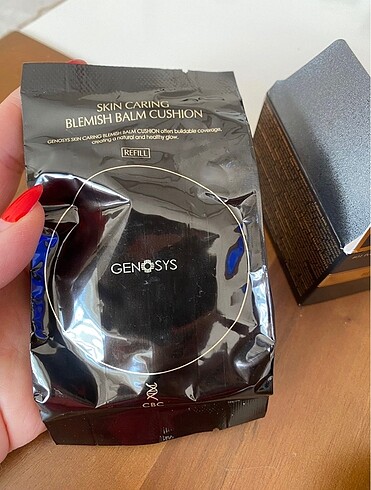 SKIN CARING
BLEMISH BALM CUSHION
GENOSYS SKIN CARING BLEMISH BALM CUSHION offers buildable coverage,
creating a natural and healthy glow.
REFILL
GENOSYS
CBC